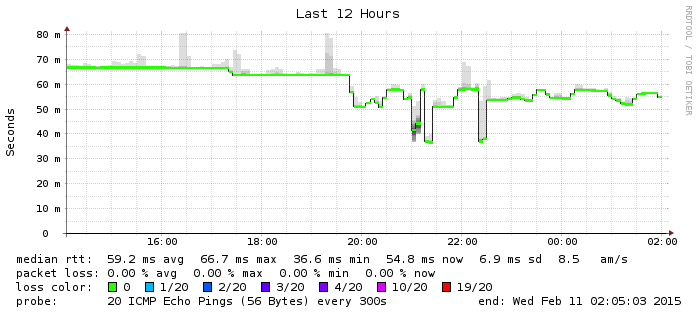 Last 12 Hours
RRDTOOL / TOBI OETIKER
Seconds
80 m
70 m
60 m
50 m
40 m
30 m
20 m
10 m
0
16:00 18:00 20:00 22:00 00:00 02:00
median rtt: 59.2 ms avg 66.7 ms max 36.6 ms min 54.8 ms now 6.9 ms sd 8.5 am/s
packet loss: 0.00 % avg 0.00 % max 0.00 % min 0.00 % now
loss color: 0 1/20 2/20 3/20 4/20 10/20 19/20
probe: 20 ICMP Echo Pings (56 Bytes) every 300s end: Wed Feb 11 02:05:03 2015